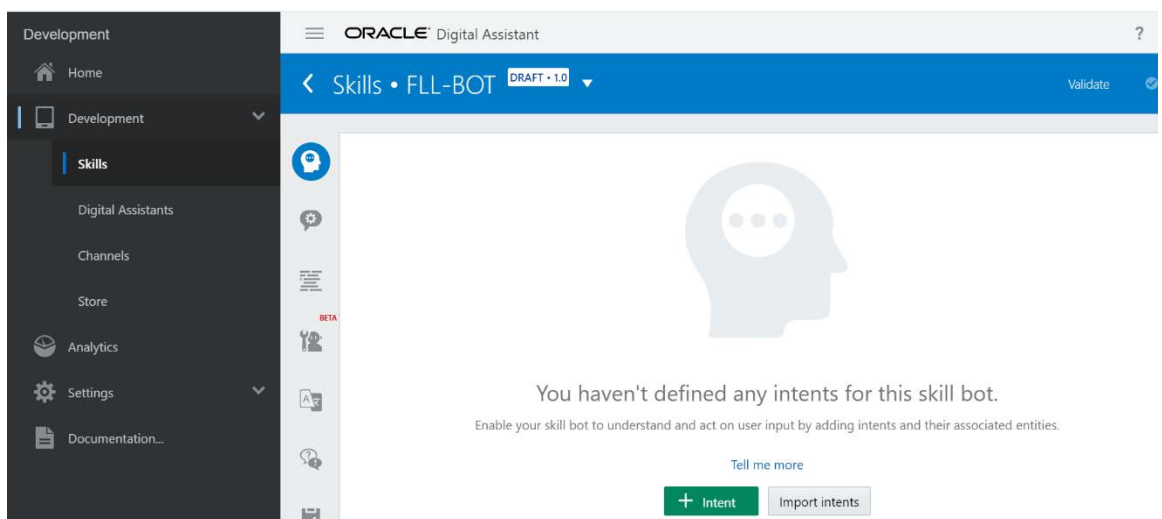 Development
Home
Development
Skills
Digital Assistants
Channels
Store
Analytics
Settings
Documentation...
ORACLE Digital Assistant
?
Skills • FLL-BOT DRAFT • 1.0
Validate
BETA
You haven't defined any intents for this skill bot.
Enable your skill bot to understand and act on user input by adding intents and their associated entities.
Tell me more
+ Intent
Import intents